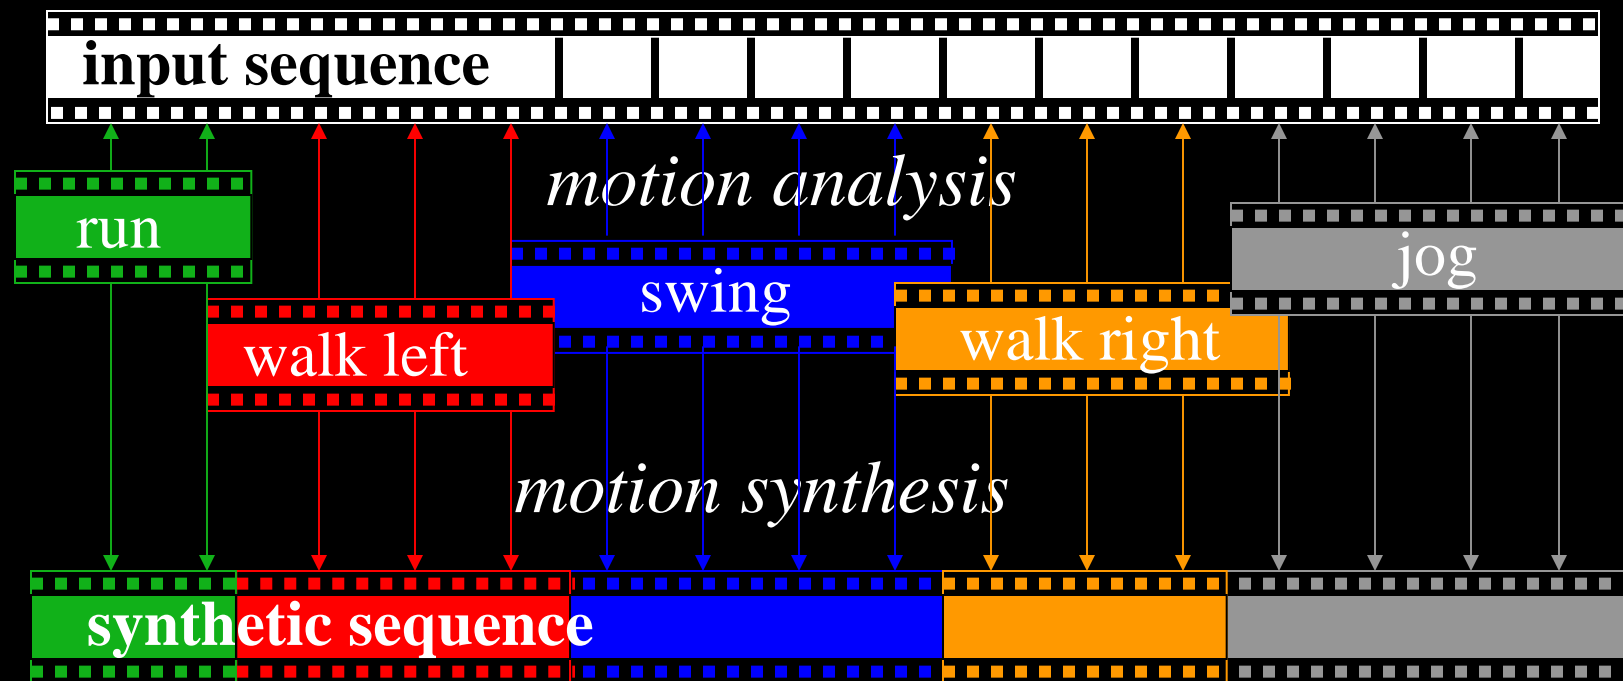 input sequence
motion analysis
run
jog
swing
walk right
walk left
motion synthesis
synthetic sequence